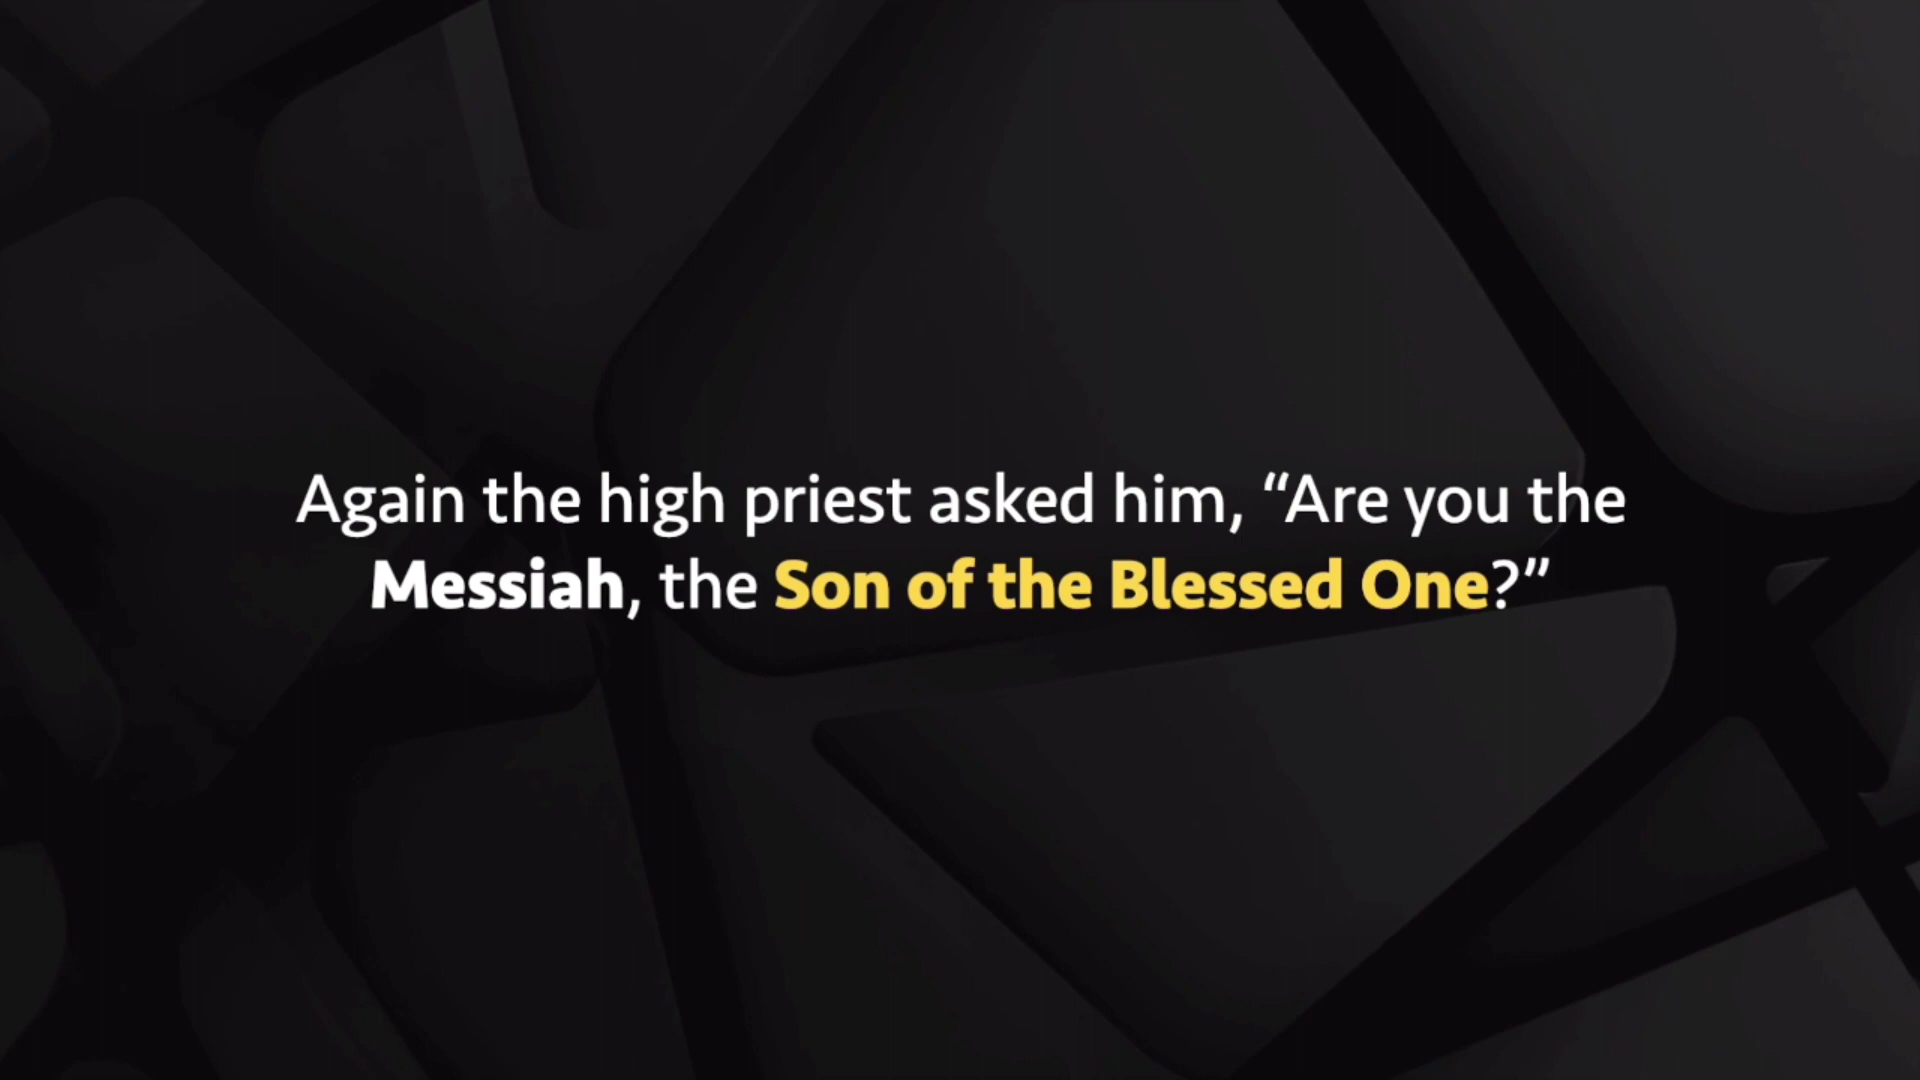 Again the high priest asked him, “Are you the
Messiah, the Son of the Blessed One?”